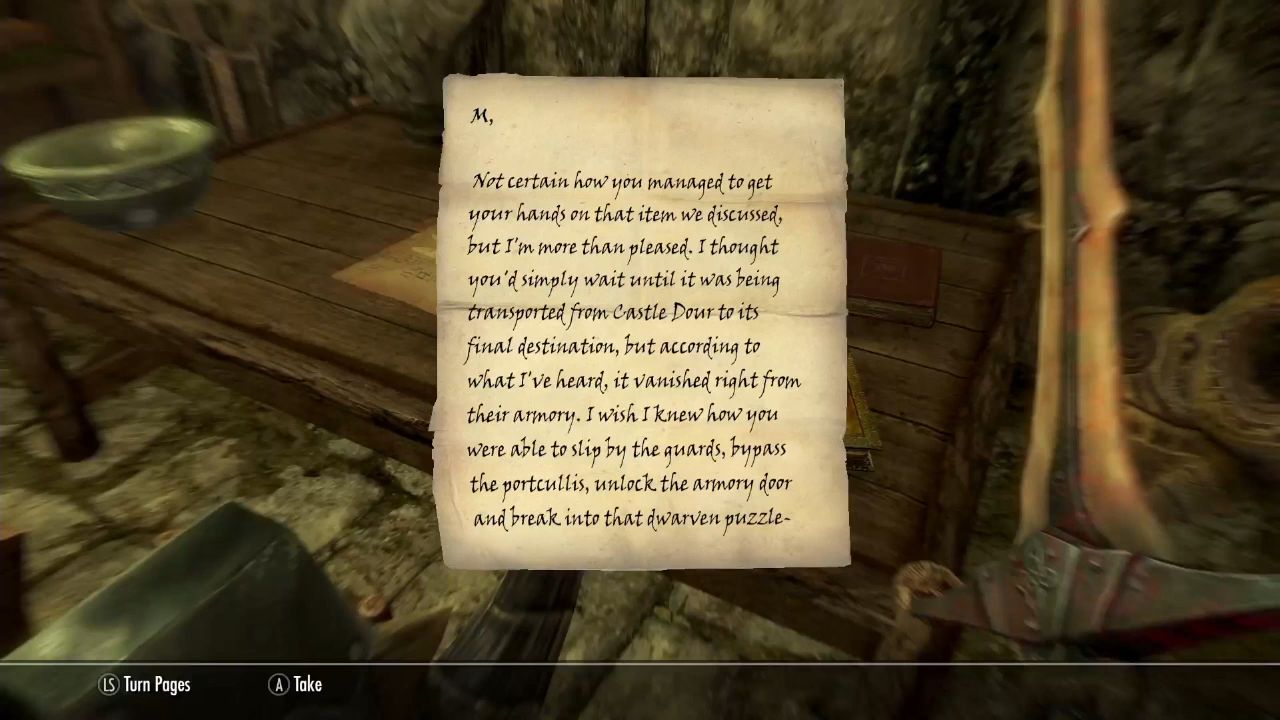 M,
Not certain how you managed to get
your hands on that item we discussed,
but I'm more than pleased. I thought
you'd simply wait until it was being
transported from Castle Dour to its
final destination, but according to
what I've heard, it vanished right from
their armory. I wish I knew how you
were able to slip by the guards, bypass
the portcullis, unlock the armory door
and break into that dwarven puzzle-
LS Turn Pages
A Take